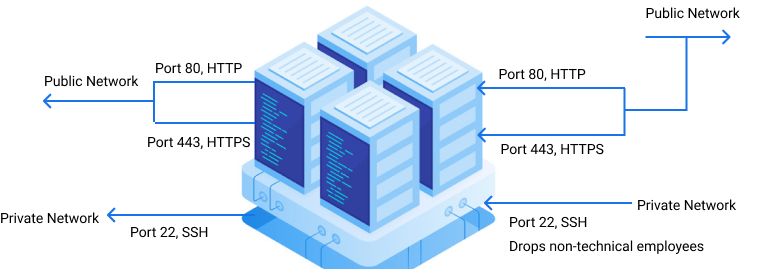 Public Network
Port 80, HTTP
Port 80, HTTP
Public Network
Port 443, HTTPS
Port 443, HTTPS
Private Network
Private Network
Port 22, SSH
Port 22, SSH
Drops non-technical employees